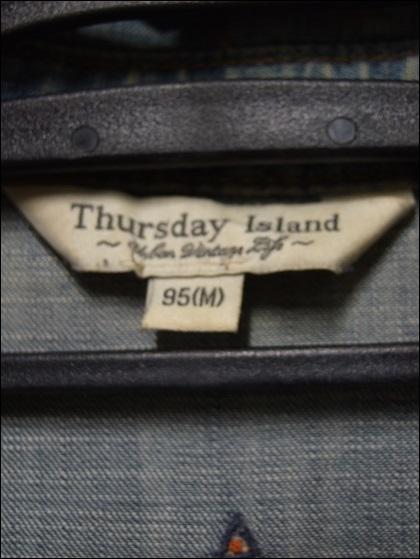 Thursday Island
~ Urban Vintage Life ~
95(M)